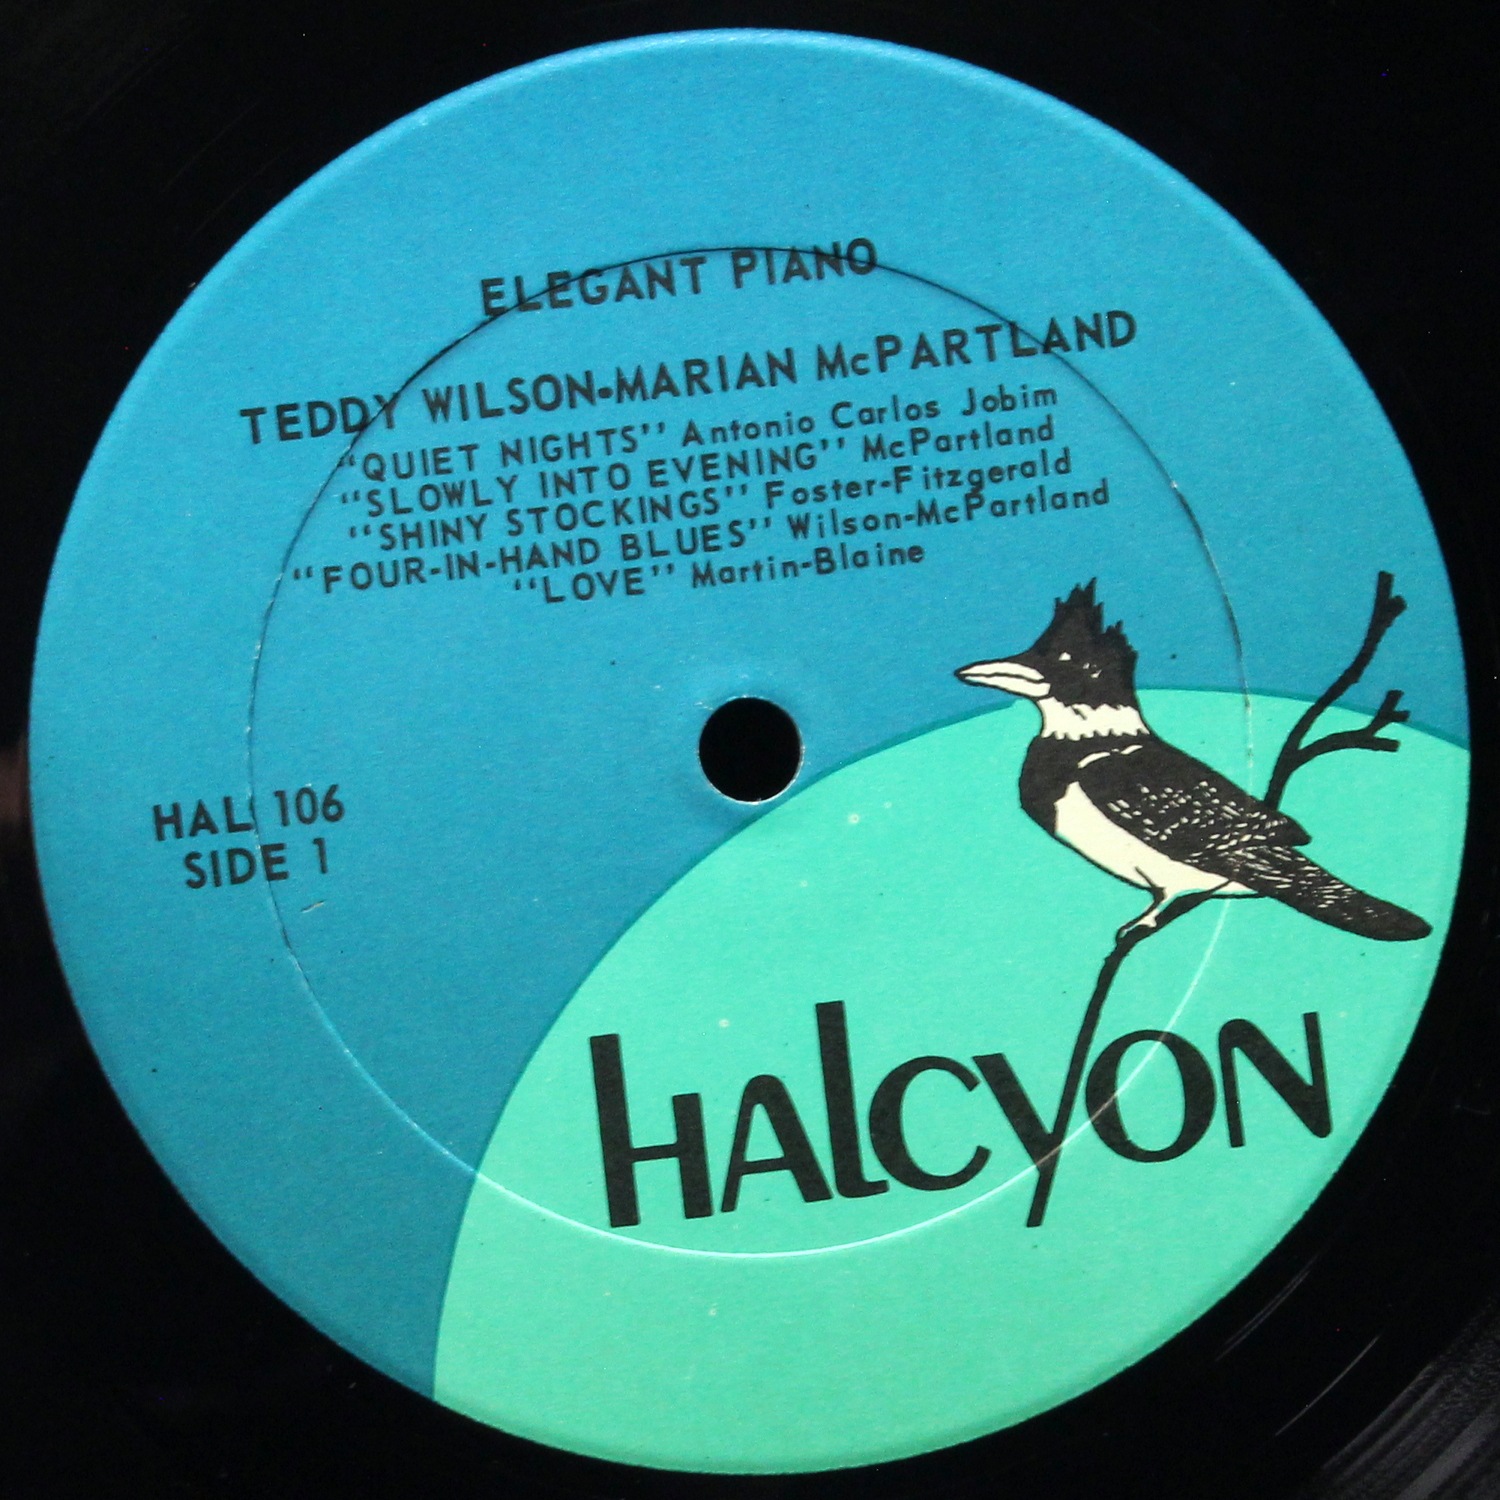 ELEGANT PIANO
TEDDY WILSON•MARIAN McPARTLAND
“QUIET NIGHTS’’ Antonio Carlos Jobim
“SLOWLY INTO EVENING’’ McPartland
“SHINY STOCKINGS’’ Foster-Fitzgerald
“FOUR-IN-HAND BLUES’’ Wilson-McPartland
“LOVE’’ Martin-Blaine
HAL 106
SIDE 1
HALCYON